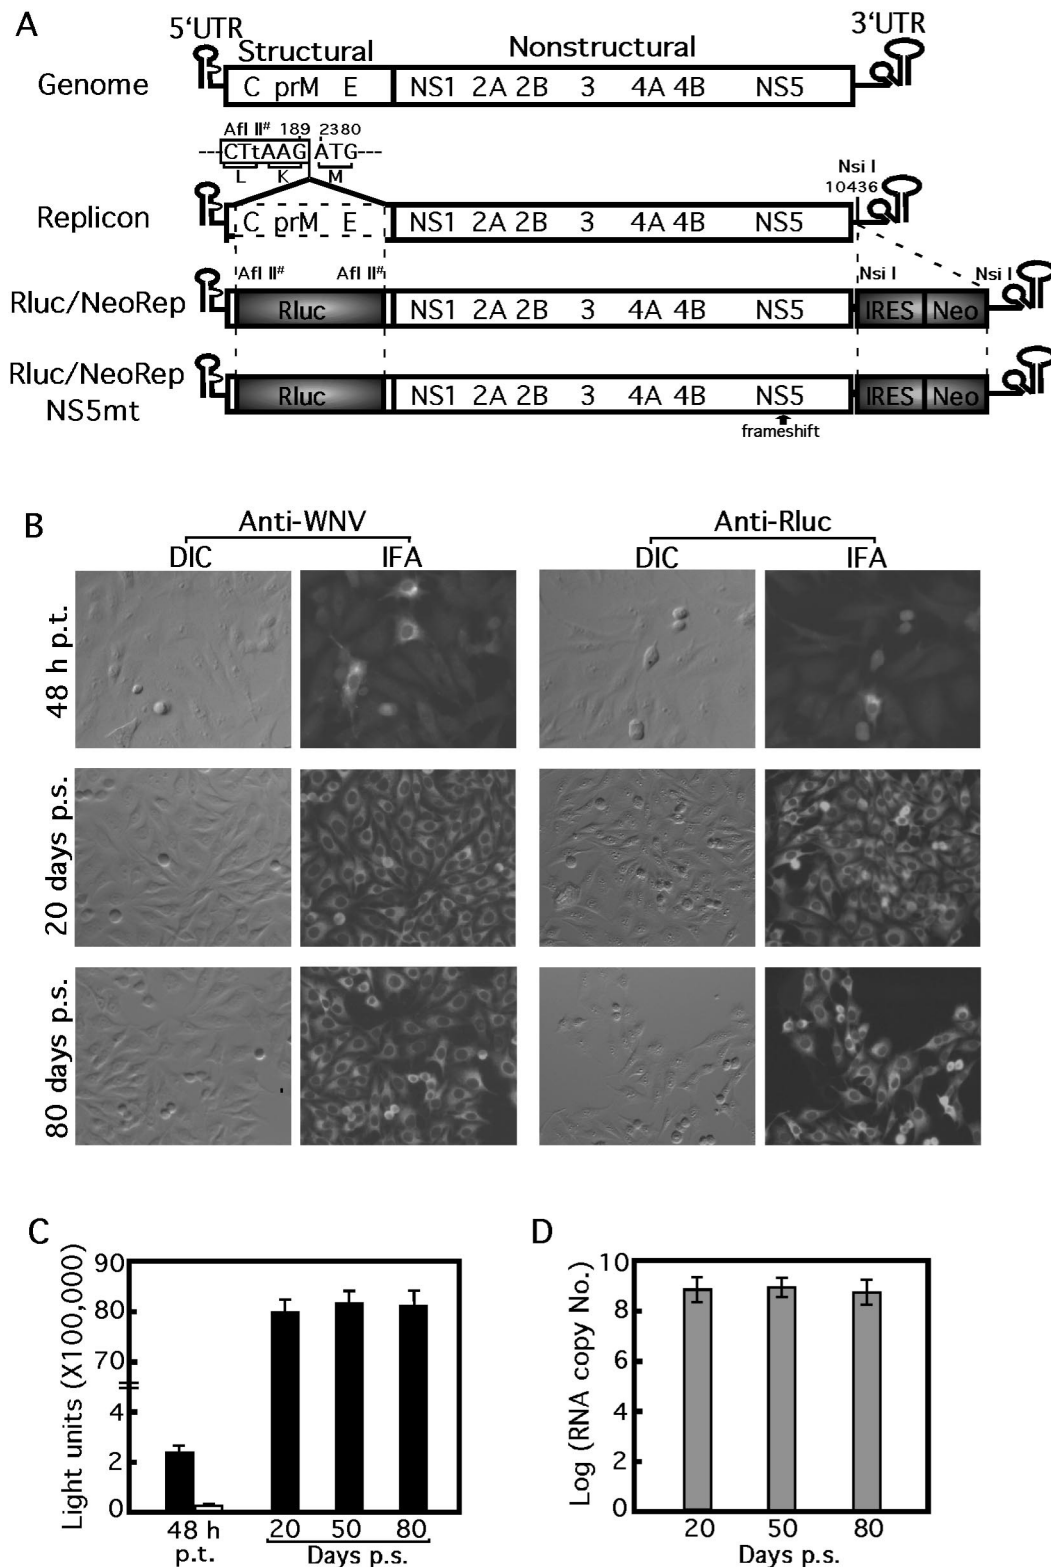 A
5‘UTR
3‘UTR
Structural
Nonstructural
Genome
C prM E NS1 2A 2B 3 4A 4B NS5
Afl II# 189 2380
---CTtAAG ATG---
L K M
Nsi I
10436
Replicon
C prM E NS1 2A 2B 3 4A 4B NS5
Afl II# Afl II# Nsi I Nsi I
Rluc/NeoRep
Rluc NS1 2A 2B 3 4A 4B NS5 IRES Neo
Rluc/NeoRep
NS5mt
Rluc NS1 2A 2B 3 4A 4B NS5 IRES Neo
frameshift
B
Anti-WNV
Anti-Rluc
DIC IFA DIC IFA
48 h p.t.
20 days p.s.
80 days p.s.
C
Light units (X100,000)
90
80
70
4
2
0
48 h
p.t.
20 50 80
Days p.s.
D
Log (RNA copy No.)
10
8
6
4
2
0
20 50 80
Days p.s.